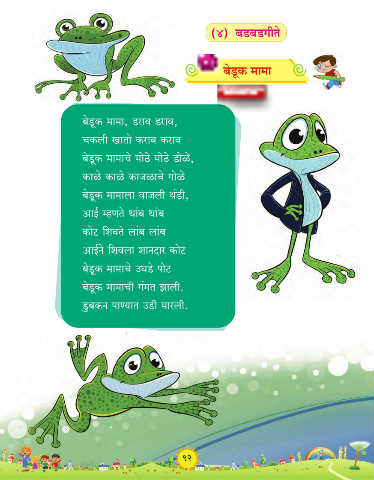 (४) बडबडगीते
बेडूक मामा
बेडूक मामा, डराव डराव,
चकली खातो कराव कराव
बेडूक मामाचे मोठे मोठे डोळे,
काळे काळे काजळाचे गोळे
बेडूक मामाला वाजली थंडी,
आई म्हणते थांब थांब
कोट शिवते लांब लांब
आईने शिवला शानदार कोट
बेडूक मामाचे उघडे पोट
बेडूक मामाची गंमत झाली.
डुबकन पाण्यात उडी मारली.
१२